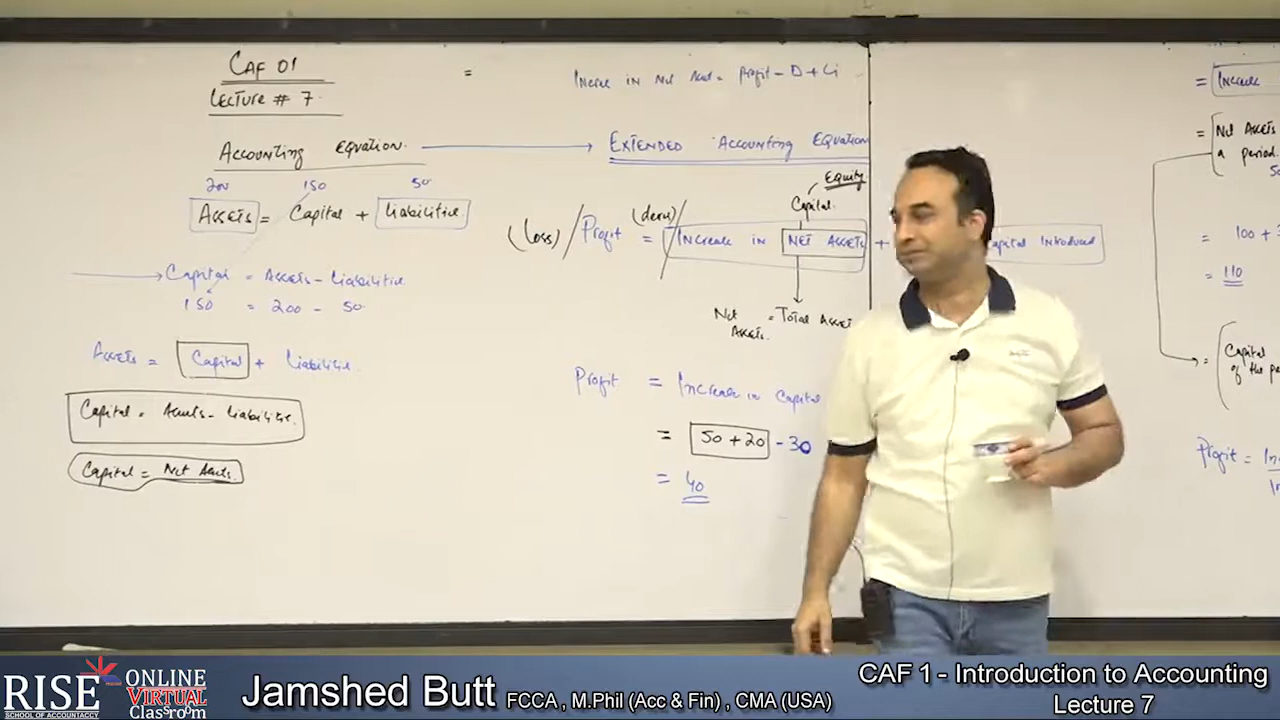 CAF 01
LECTURE # 7.
ACCOUNTING EQUATION.
200 150 50
ASSETS = Capital + Liabilities
Capital = ASSETS - Liabilities
150 = 200 - 50
ASSETS = Capital + Liabilities
Capital = Assets - Liabilities
Capital = Net Assets.
= Increase in Net Asset = Profit - D + Ci
EXTENDED ACCOUNTING EQUATION
Equity
Capital.
(Loss) / Profit (derive) = INCREASE IN NET ASSETS + Capital Introduced
Net Assets. = TOTAL ASSETS
Profit = INCREASE in Capital
= 50 + 20 - 30
= 40
= INCREASE
= Net ASSETS
a period
= 100 +
= 110
= Capital
of the
Profit =
RISE
SCHOOL OF ACCOUNTANCY
ONLINE
VIRTUAL
Classroom
Jamshed Butt FCCA , M.Phil (Acc & Fin) , CMA (USA)
CAF 1 - Introduction to Accounting
Lecture 7